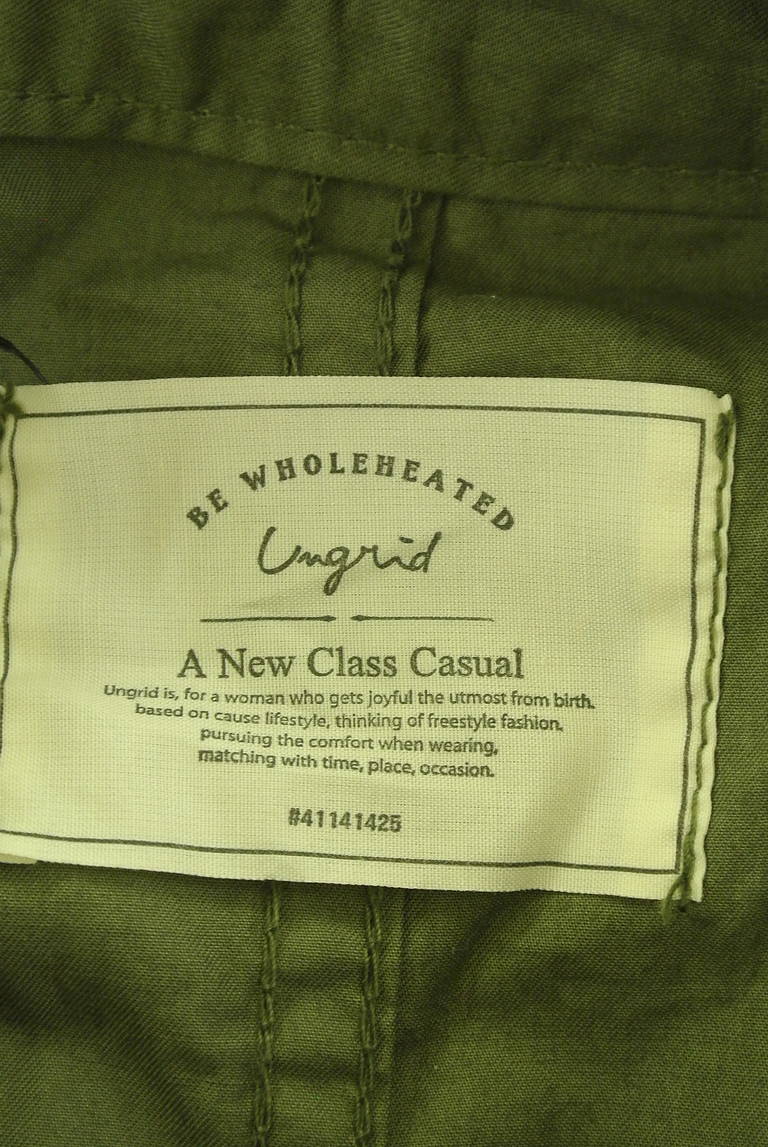 BE WHOLEHEATED
Ungrid
A New Class Casual
Ungrid is, for a woman who gets joyful the utmost from birth.
based on cause lifestyle, thinking of freestyle fashion.
pursuing the comfort when wearing,
matching with time, place, occasion.
#41141425